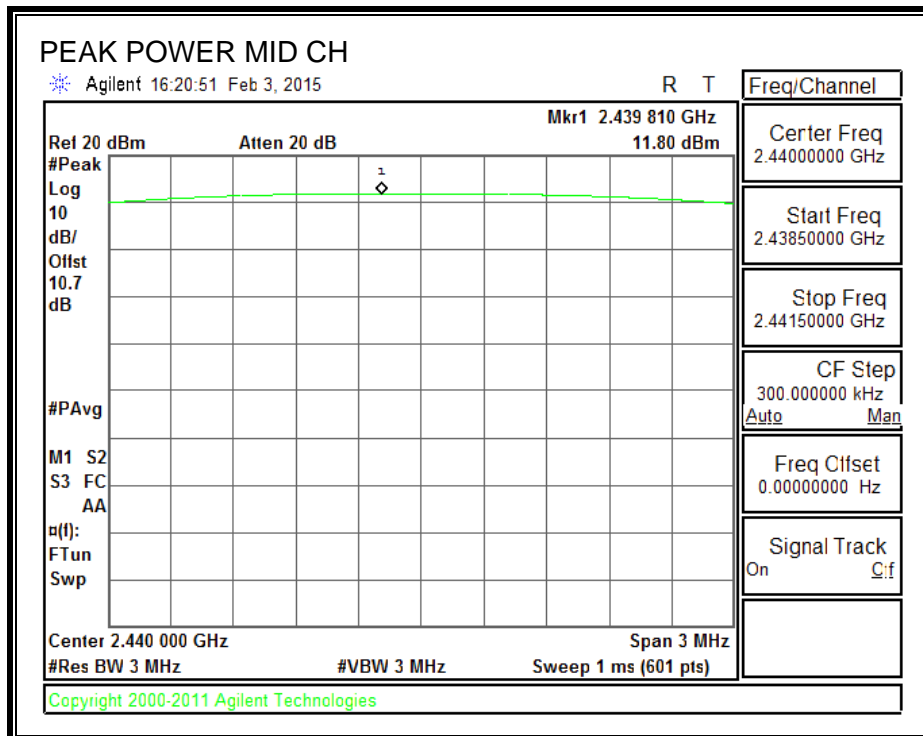 PEAK POWER MID CH
Agilent 16:20:51 Feb 3, 2015
R T
Mkr1 2.439 810 GHz
Ref 20 dBm Atten 20 dB 11.80 dBm
#Peak
Log
10
dB/
Offst
10.7
dB
1
#PAvg
M1 S2
S3 FC
AA
¤(f):
FTun
Swp
Center 2.440 000 GHz Span 3 MHz
#Res BW 3 MHz #VBW 3 MHz Sweep 1 ms (601 pts)
Copyright 2000-2011 Agilent Technologies
Freq/Channel
Center Freq
2.44000000 GHz
Start Freq
2.43850000 GHz
Stop Freq
2.44150000 GHz
CF Step
300.000000 kHz
Auto Man
Freq Offset
0.00000000 Hz
Signal Track
On Off